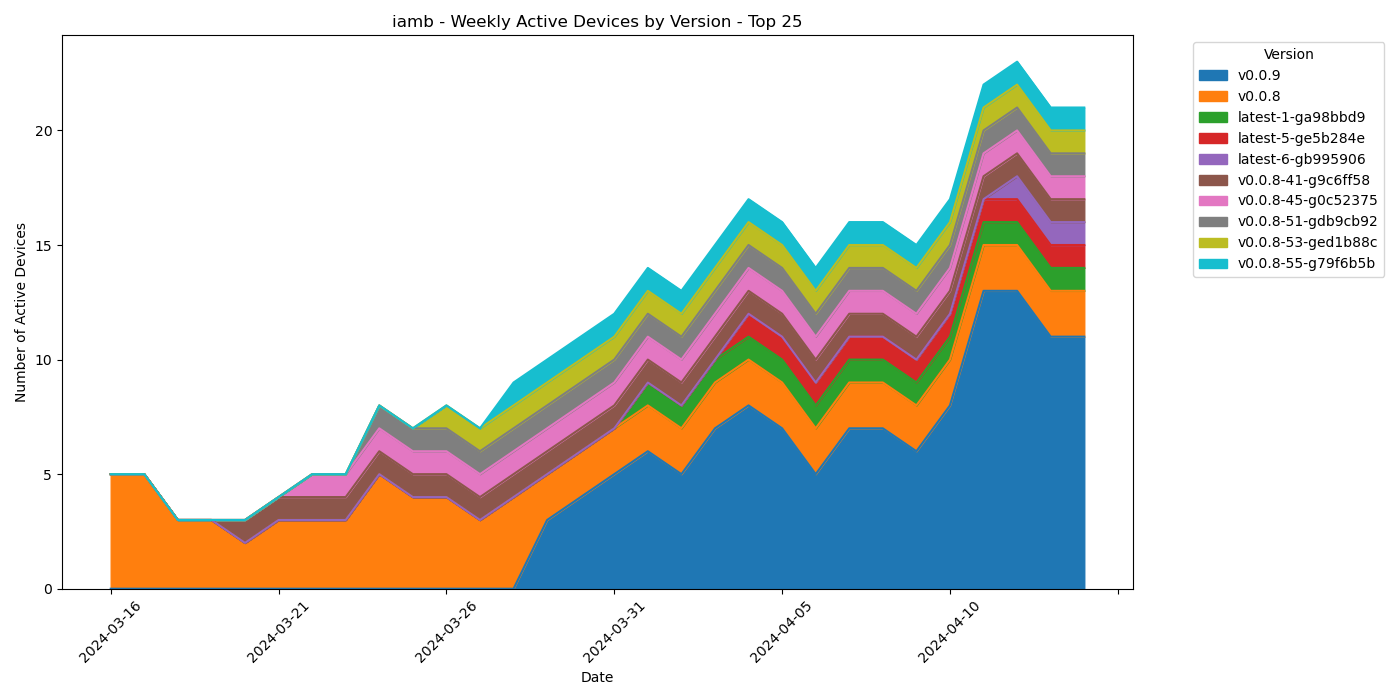 iamb - Weekly Active Devices by Version - Top 25
Number of Active Devices
20
15
10
5
0
2024-03-16
2024-03-21
2024-03-26
2024-03-31
2024-04-05
2024-04-10
Date
Version
v0.0.9
v0.0.8
latest-1-ga98bbd9
latest-5-ge5b284e
latest-6-gb995906
v0.0.8-41-g9c6ff58
v0.0.8-45-g0c52375
v0.0.8-51-gdb9cb92
v0.0.8-53-ged1b88c
v0.0.8-55-g79f6b5b